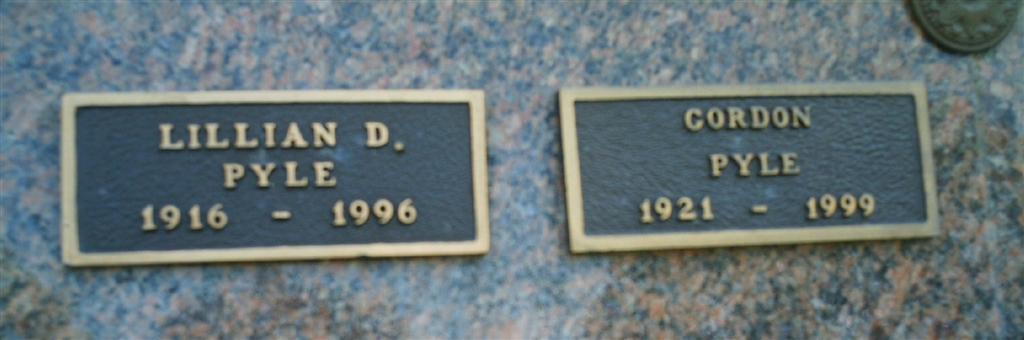 LILLIAN D.
PYLE
1916 - 1996
GORDON
PYLE
1921 - 1999